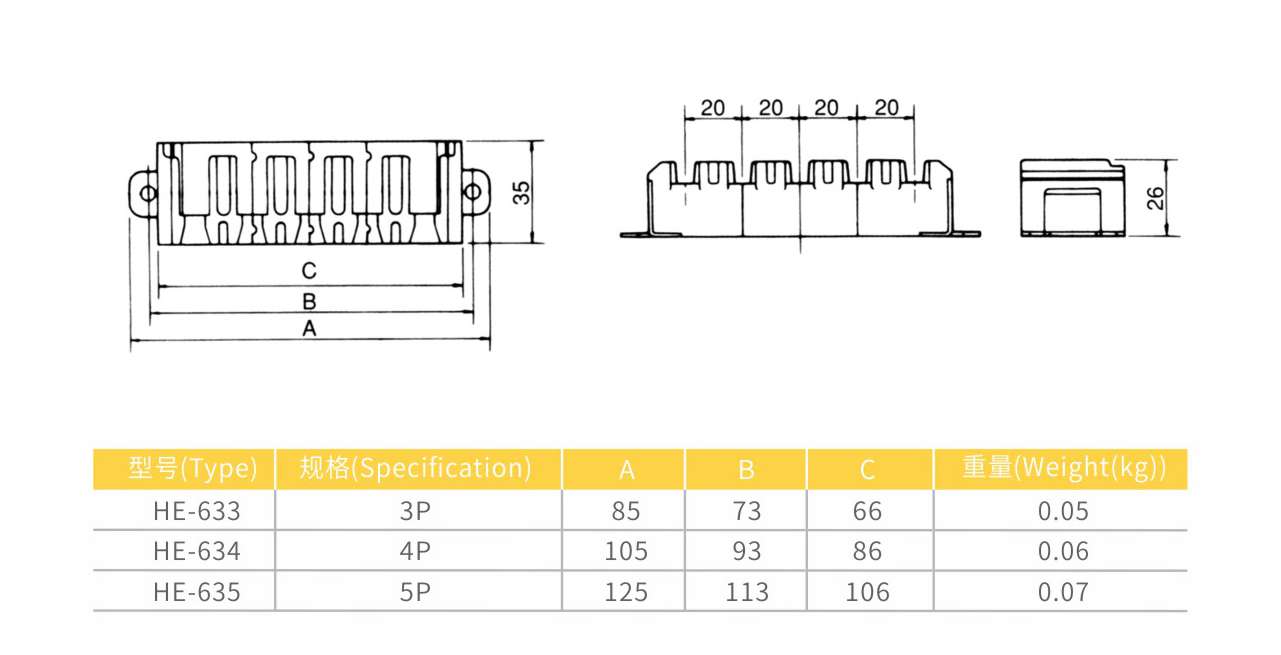 20 20 20 20
35
26
C
B
A
型号(Type) 规格(Specification) A B C 重量(Weight(kg))
HE-633 3P 85 73 66 0.05
HE-634 4P 105 93 86 0.06
HE-635 5P 125 113 106 0.07